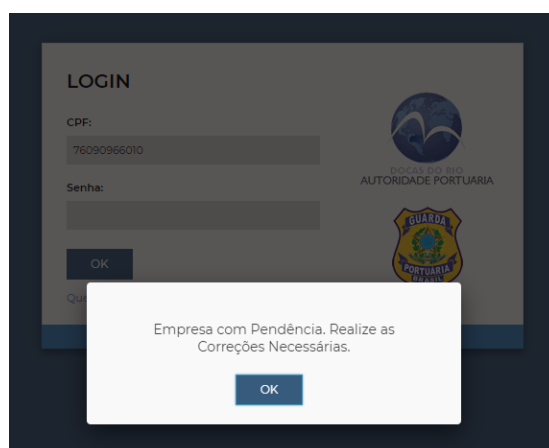 LOGIN
CPF:
76090966010
Senha:
OK
DOCAS DO RIO
AUTORIDADE PORTUARIA
GUARDA
PORTUARIA
BRASIL
Empresa com Pendência. Realize as
Correções Necessárias.
OK